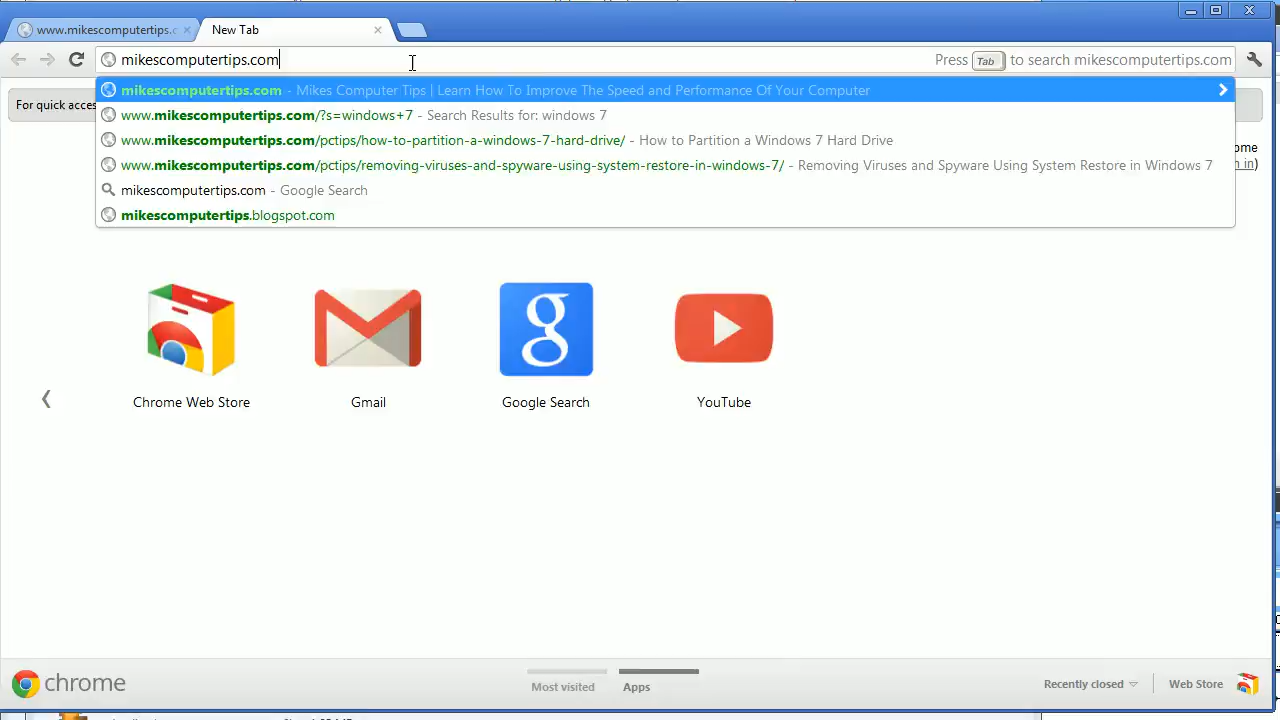 www.mikescomputertips.c
New Tab
mikescomputertips.com
Press Tab to search mikescomputertips.com
For quick acces
mikescomputertips.com - Mikes Computer Tips | Learn How To Improve The Speed and Performance Of Your Computer
www.mikescomputertips.com/?s=windows+7 - Search Results for: windows 7
www.mikescomputertips.com/pctips/how-to-partition-a-windows-7-hard-drive/ - How to Partition a Windows 7 Hard Drive
ome
www.mikescomputertips.com/pctips/removing-viruses-and-spyware-using-system-restore-in-windows-7/ - Removing Viruses and Spyware Using System Restore in Windows 7
in)
mikescomputertips.com - Google Search
mikescomputertips.blogspot.com
Chrome Web Store
Gmail
Google Search
YouTube
chrome
Most visited
Apps
Recently closed
Web Store